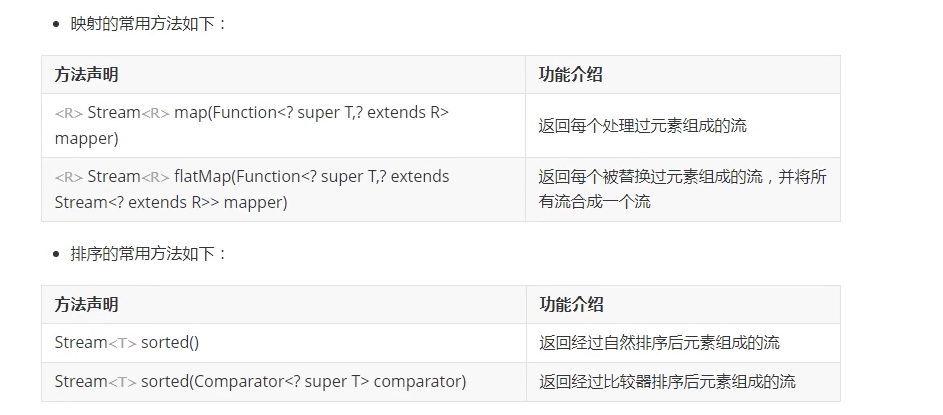 映射的常用方法如下：
方法声明 功能介绍
<R> Stream<R> map(Function<? super T,? extends R>
mapper)
返回每个处理过元素组成的流
<R> Stream<R> flatMap(Function<? super T,? extends
Stream<? extends R>> mapper)
返回每个被替换过元素组成的流，并将所
有流合成一个流
排序的常用方法如下：
方法声明 功能介绍
Stream<T> sorted() 返回经过自然排序后元素组成的流
Stream<T> sorted(Comparator<? super T> comparator) 返回经过比较器排序后元素组成的流